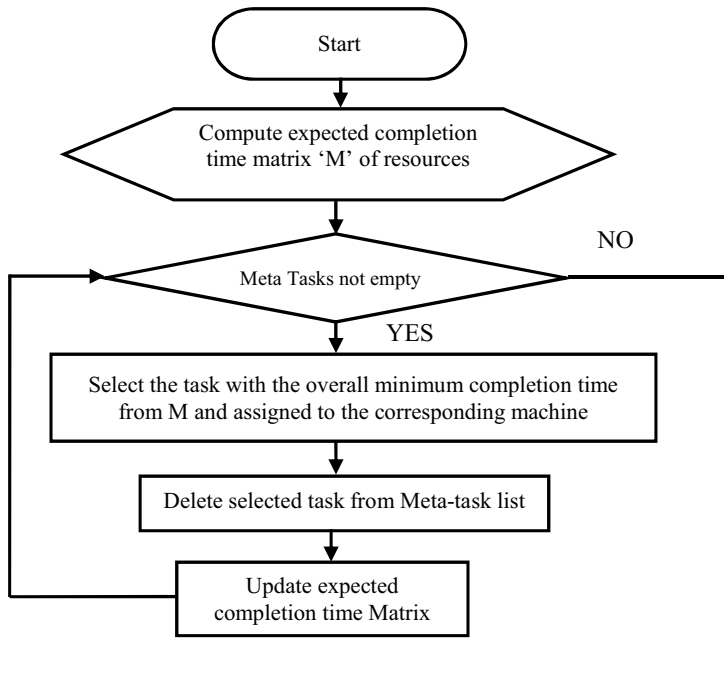 Start
Compute expected completion
time matrix ‘M’ of resources
NO
Meta Tasks not empty
YES
Select the task with the overall minimum completion time
from M and assigned to the corresponding machine
Delete selected task from Meta-task list
Update expected
completion time Matrix